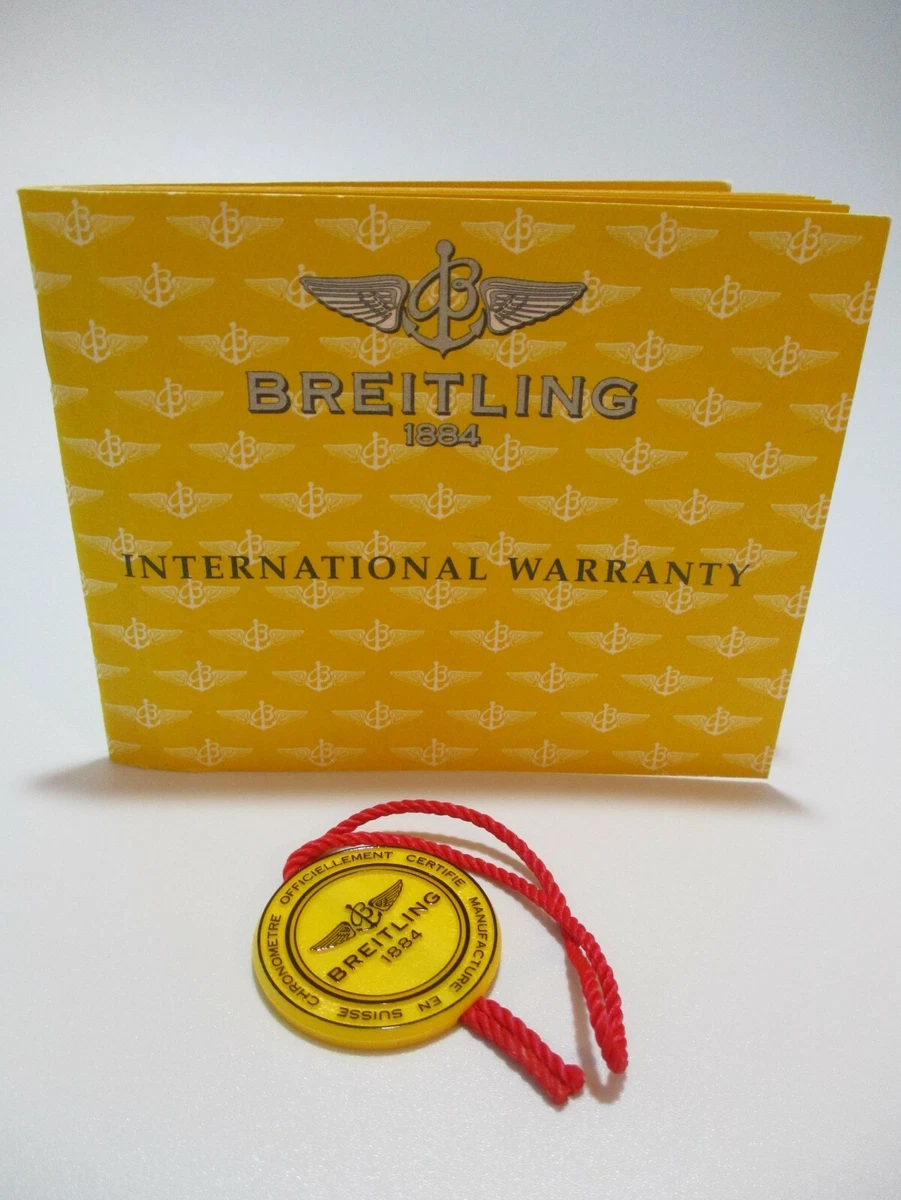 BREITLING
1884
INTERNATIONAL WARRANTY
CHRONOMETRE OFFICIELLEMENT CERTIFIE MANUFACTURE EN SUISSE
BREITLING
1884